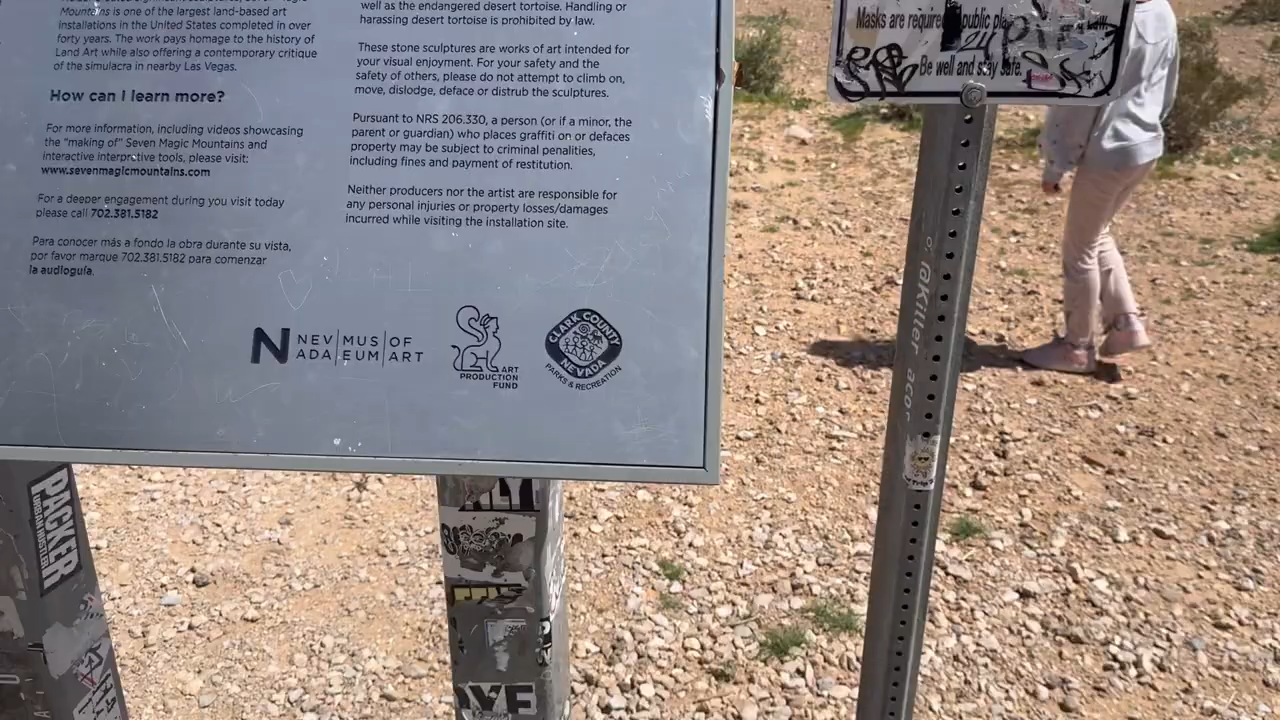 Mountains is one of the largest land-based art
installations in the United States completed in over
forty years. The work pays homage to the history of
Land Art while also offering a contemporary critique
of the simulacra in nearby Las Vegas.
How can I learn more?
For more information, including videos showcasing
the "making of" Seven Magic Mountains and
interactive interpretive tools, please visit:
www.sevenmagicmountains.com
For a deeper engagement during you visit today
please call 702.381.5182
Para conocer más a fondo la obra durante su vista,
por favor marque 702.381.5182 para comenzar
la audioguía.
well as the endangered desert tortoise. Handling or
harassing desert tortoise is prohibited by law.
These stone sculptures are works of art intended for
your visual enjoyment. For your safety and the
safety of others, please do not attempt to climb on,
move, dislodge, deface or distrub the sculptures.
Pursuant to NRS 206.330, a person (or if a minor, the
parent or guardian) who places graffiti on or defaces
property may be subject to criminal penalties,
including fines and payment of restitution.
Neither producers nor the artist are responsible for
any personal injuries or property losses/damages
incurred while visiting the installation site.
N NEV|MUS|OF
ADA|EUM|ART
ART
PRODUCTION
FUND
CLARK COUNTY
NEVADA
PARKS & RECREATION
Masks are required public
Be well and stay safe.
@Killer
PACKER
URBAN HUSTLER